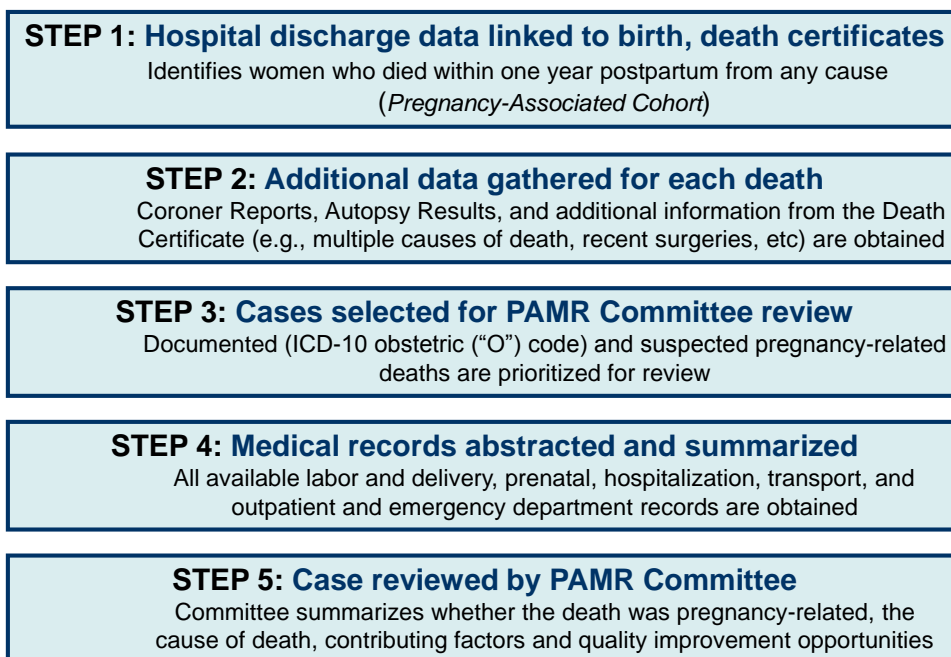 STEP 1: Hospital discharge data linked to birth, death certificates
Identifies women who died within one year postpartum from any cause
(Pregnancy-Associated Cohort)
STEP 2: Additional data gathered for each death
Coroner Reports, Autopsy Results, and additional information from the Death
Certificate (e.g., multiple causes of death, recent surgeries, etc) are obtained
STEP 3: Cases selected for PAMR Committee review
Documented (ICD-10 obstetric (“O”) code) and suspected pregnancy-related
deaths are prioritized for review
STEP 4: Medical records abstracted and summarized
All available labor and delivery, prenatal, hospitalization, transport, and
outpatient and emergency department records are obtained
STEP 5: Case reviewed by PAMR Committee
Committee summarizes whether the death was pregnancy-related, the
cause of death, contributing factors and quality improvement opportunities